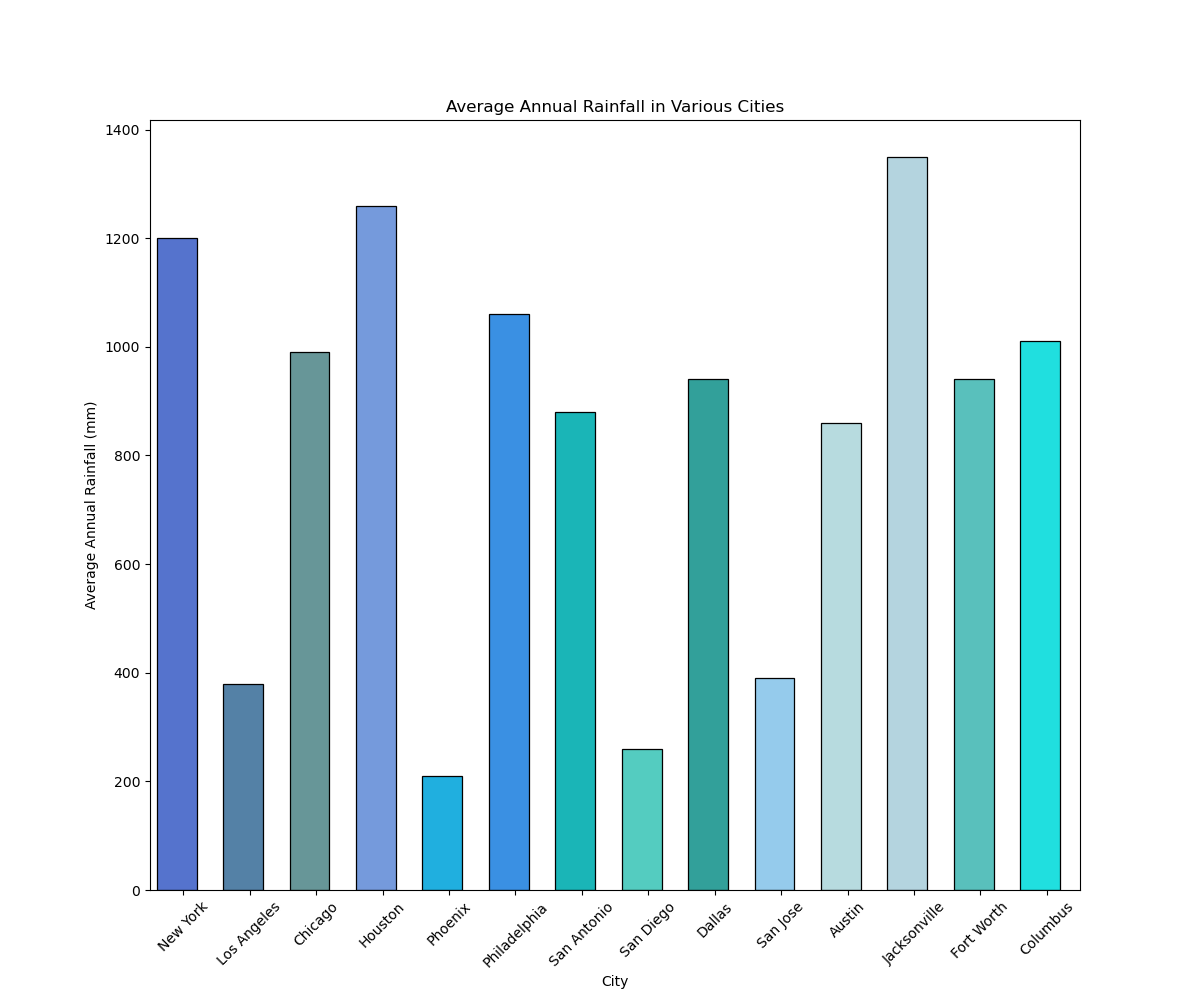 Average Annual Rainfall in Various Cities
Average Annual Rainfall (mm)
1400
1200
1000
800
600
400
200
0
New York
Los Angeles
Chicago
Houston
Phoenix
Philadelphia
San Antonio
San Diego
Dallas
San Jose
Austin
Jacksonville
Fort Worth
Columbus
City